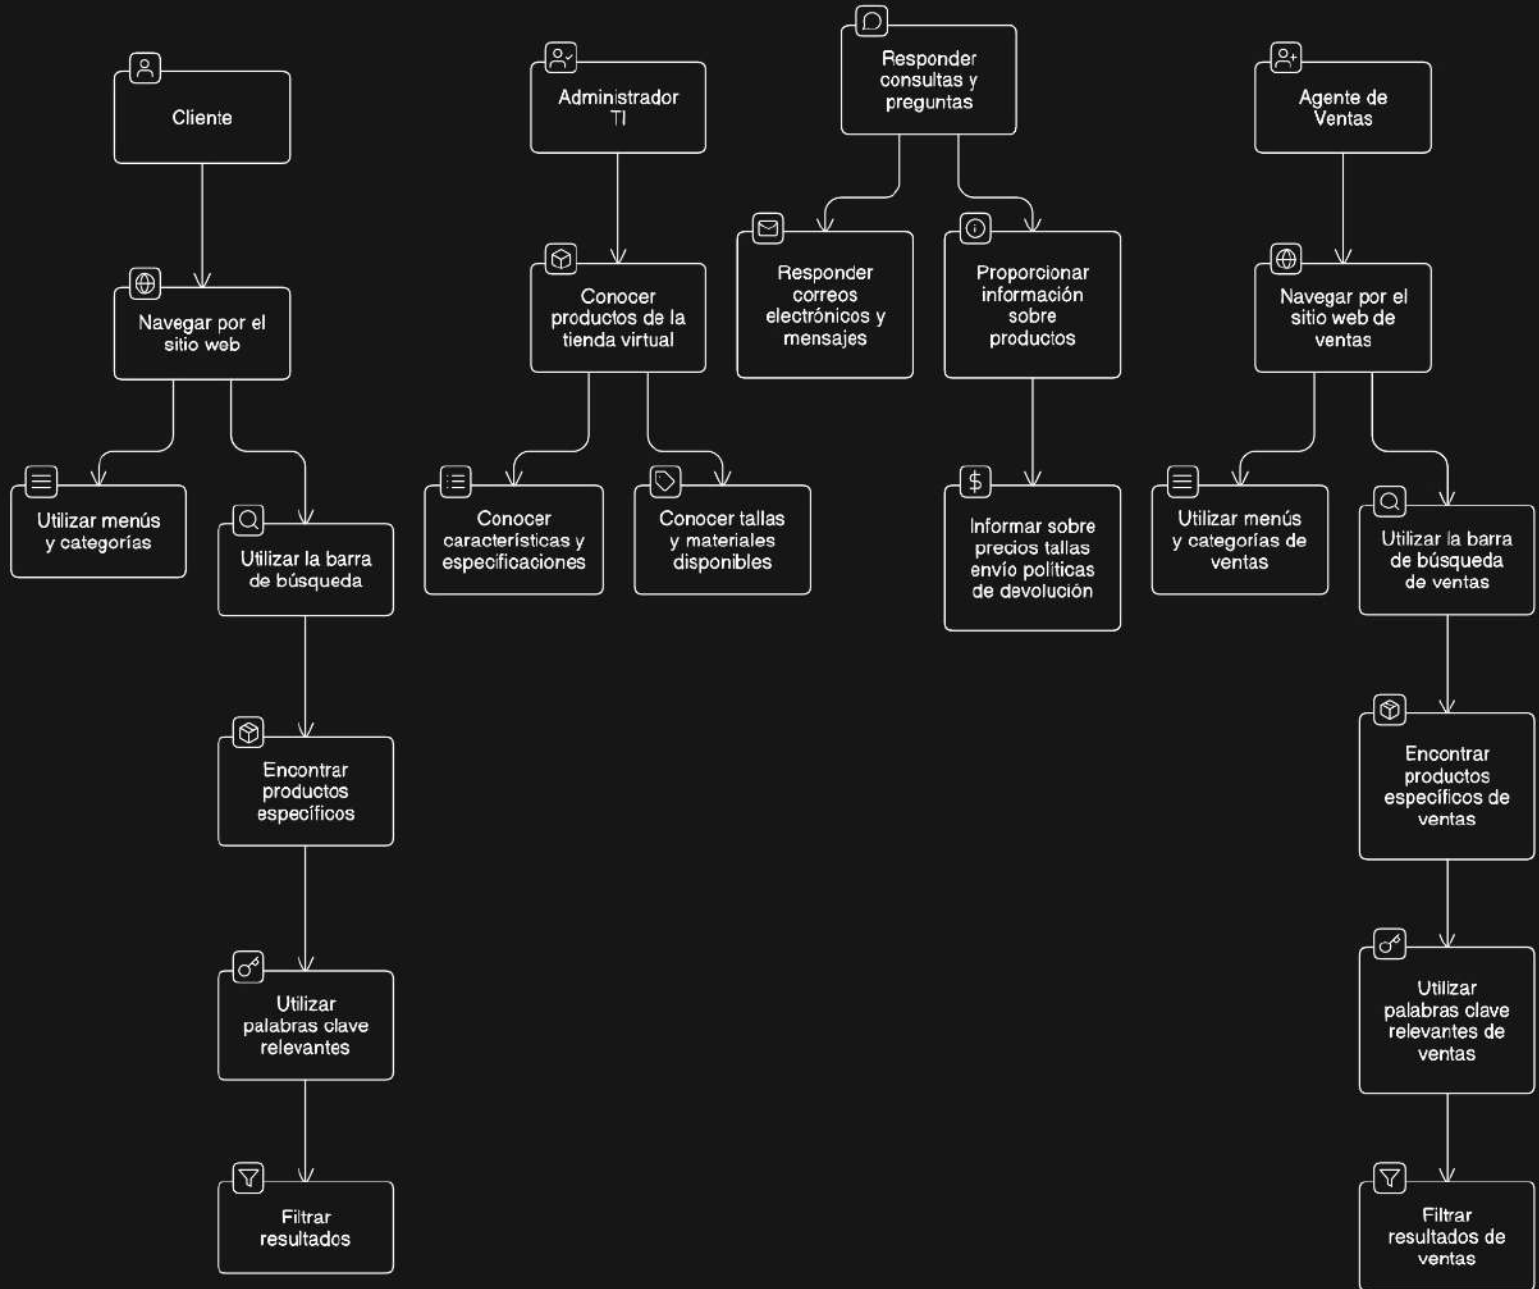 Cliente
Navegar por el
sitio web
Utilizar menús
y categorías
Utilizar la barra
de búsqueda
Encontrar
productos
específicos
Utilizar
palabras clave
relevantes
Filtrar
resultados
Administrador
TI
Conocer
productos de la
tienda virtual
Conocer
características y
especificaciones
Conocer tallas
y materiales
disponibles
Responder
consultas y
preguntas
Responder
correos
electrónicos y
mensajes
Proporcionar
información
sobre
productos
Informar sobre
precios tallas
envío políticas
de devolución
Agente de
Ventas
Navegar por el
sitio web de
ventas
Utilizar menús
y categorías de
ventas
Utilizar la barra
de búsqueda
de ventas
Encontrar
productos
específicos de
ventas
Utilizar
palabras clave
relevantes de
ventas
Filtrar
resultados de
ventas